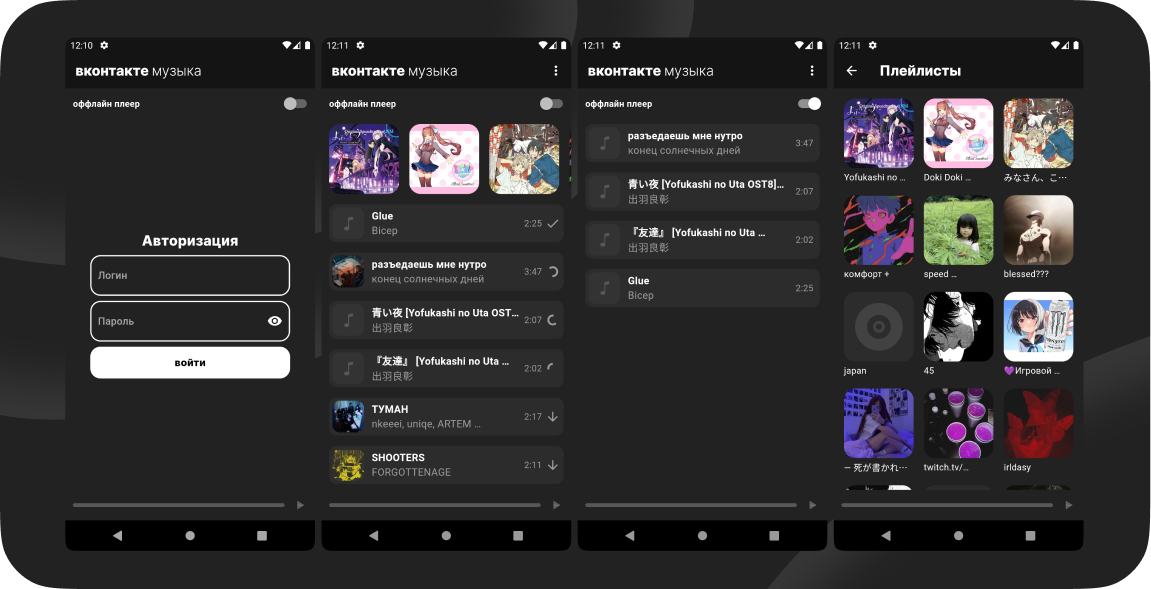 12:10
вконтакте музыка
оффлайн плеер
Авторизация
Логин
Пароль
войти
12:11
вконтакте музыка
оффлайн плеер
Glue
Bicep
2:25
разъедаешь мне нутро
конец солнечных дней
3:47
青い夜 [Yofukashi no Uta OST...
出羽良彰
2:07
『友達』 [Yofukashi no Uta ...
出羽良彰
2:02
ТУМАН
nkeeei, uniqe, ARTEM ...
2:17
SHOOTERS
FORGOTTENAGE
2:11
12:11
вконтакте музыка
оффлайн плеер
разъедаешь мне нутро
конец солнечных дней
3:47
青い夜 [Yofukashi no Uta OST8]...
出羽良彰
2:07
『友達』 [Yofukashi no Uta ...
出羽良彰
2:02
Glue
Bicep
2:25
12:11
Плейлисты
Yofukashi no ...
Doki Doki ...
みなさん、こ…
комфорт +
speed ...
blessed???
japan
45
💜Игровой ...
— 死が書かれ…
twitch.tv/...
irldasy